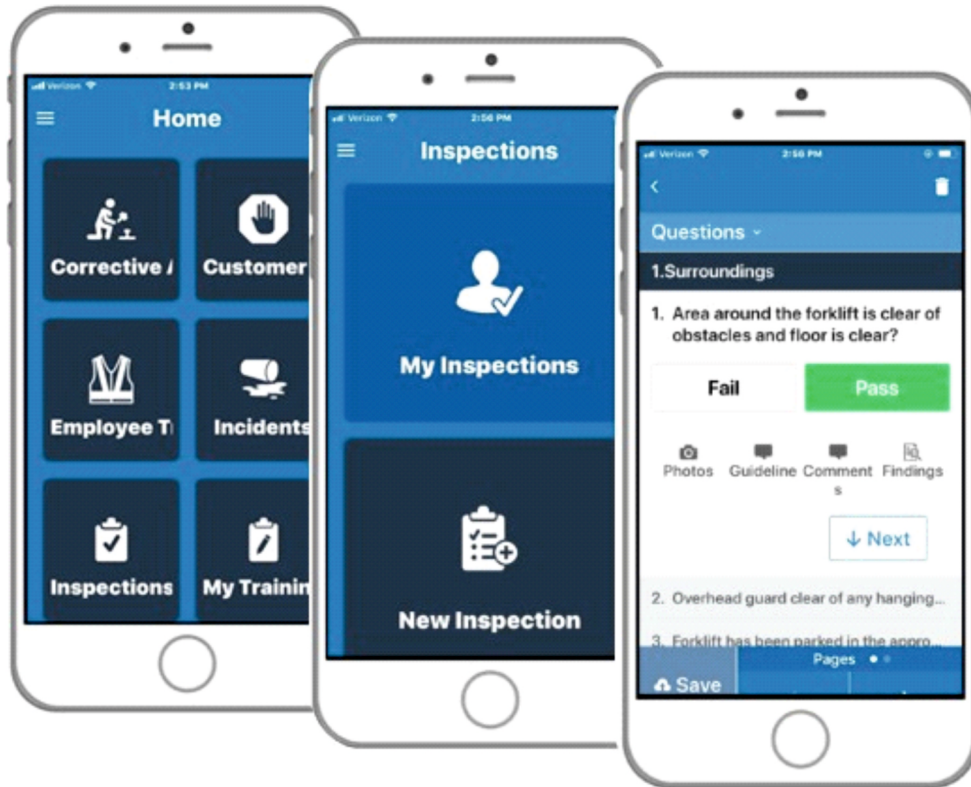 Verizon
2:53 PM
Home
Corrective
Customer
Employee T
Incidents
Inspections
My Trainin
Verizon
2:56 PM
Inspections
My Inspections
New Inspection
Verizon
2:56 PM
Questions
1.Surroundings
1. Area around the forklift is clear of
obstacles and floor is clear?
Fail
Pass
Photos
Guideline
Comment
s
Findings
Next
2. Overhead guard clear of any hanging...
3. Forklift has been parked in the appro...
Pages
Save